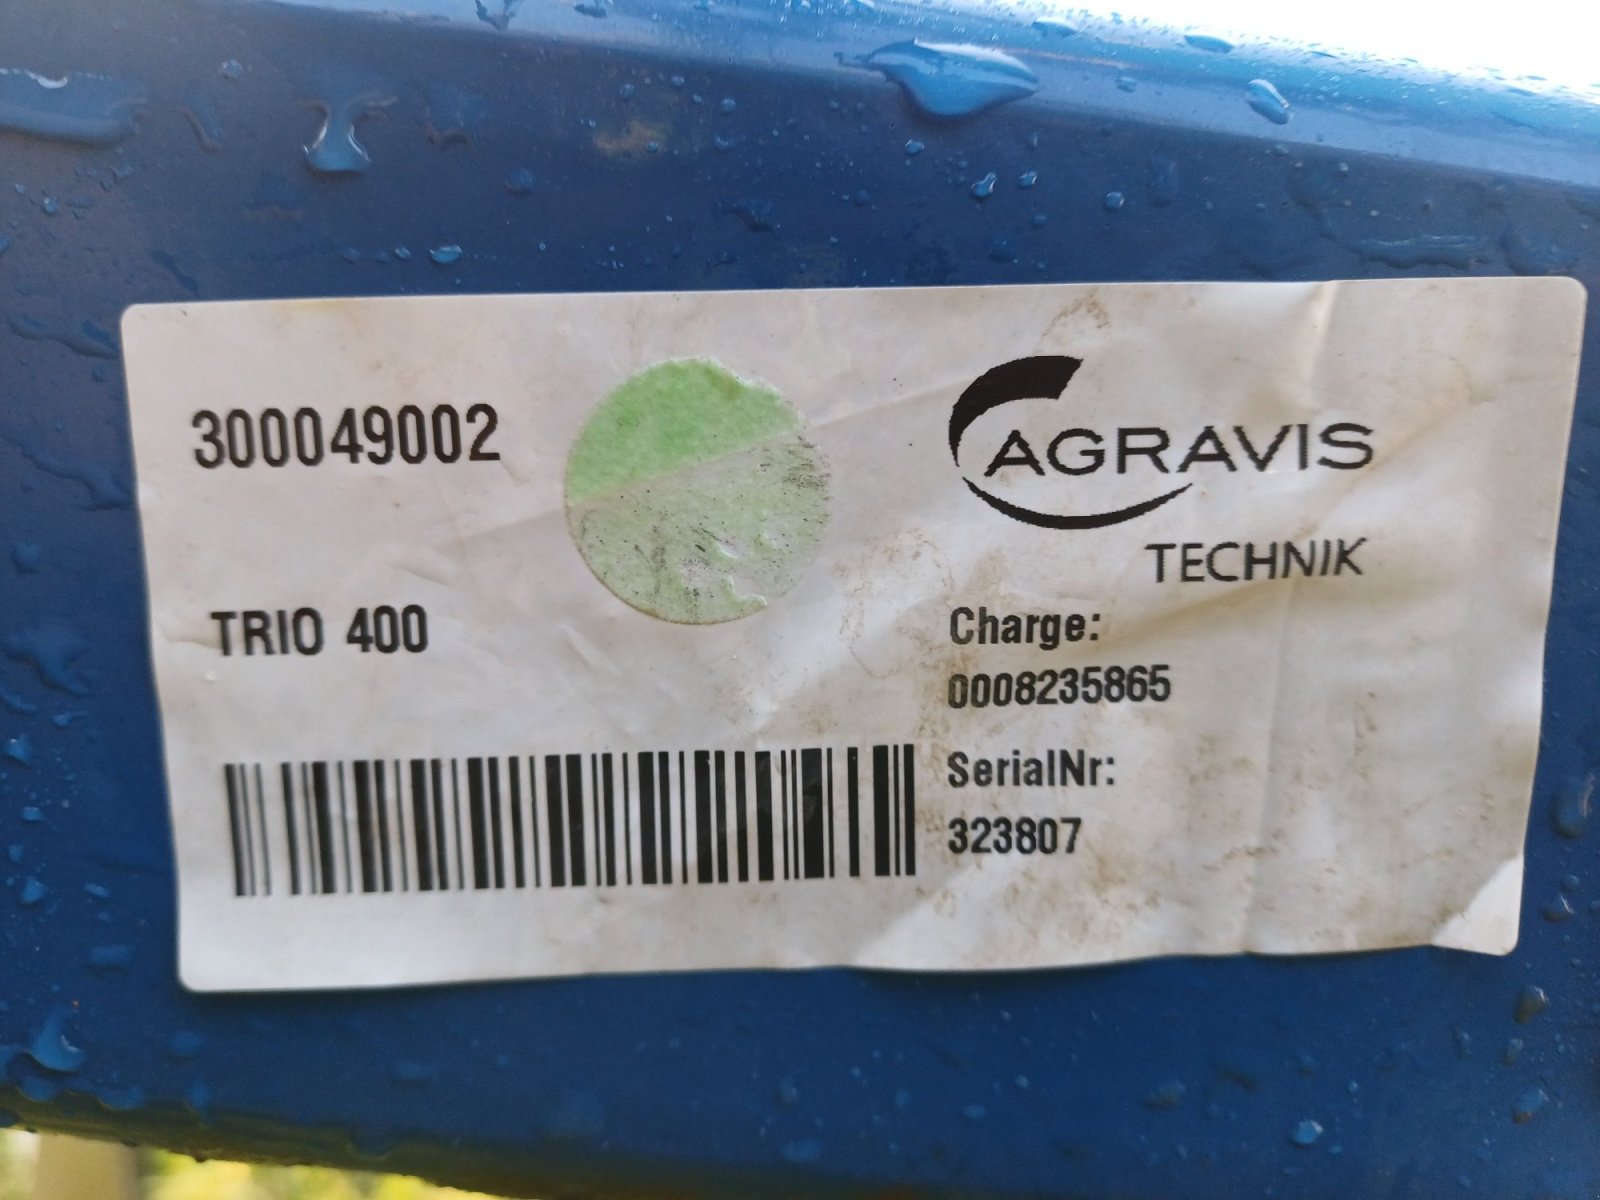 300049002
AGRAVIS
TECHNIK
TRIO 400
Charge:
0008235865
SerialNr:
323807